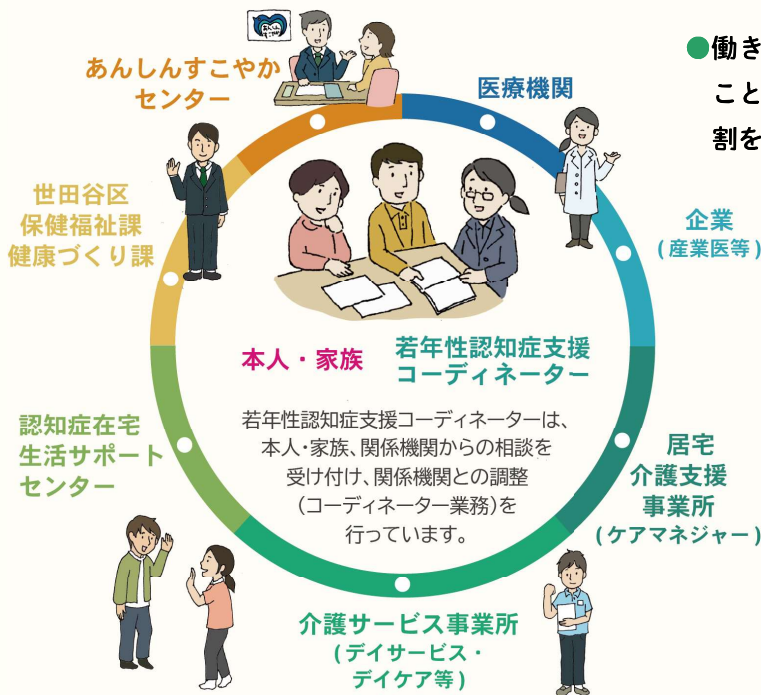 あんしんすこやか
センター
医療機関
●働き
こと
割を
世田谷区
保健福祉課
健康づくり課
企業
(産業医等)
本人・家族
若年性認知症支援
コーディネーター
若年性認知症支援コーディネーターは、
本人・家族、関係機関からの相談を
受け付け、関係機関との調整
(コーディネーター業務)を
行っています。
認知症在宅
生活サポート
センター
居宅
介護支援
事業所
(ケアマネジャー)
介護サービス事業所
(デイサービス・
デイケア等)